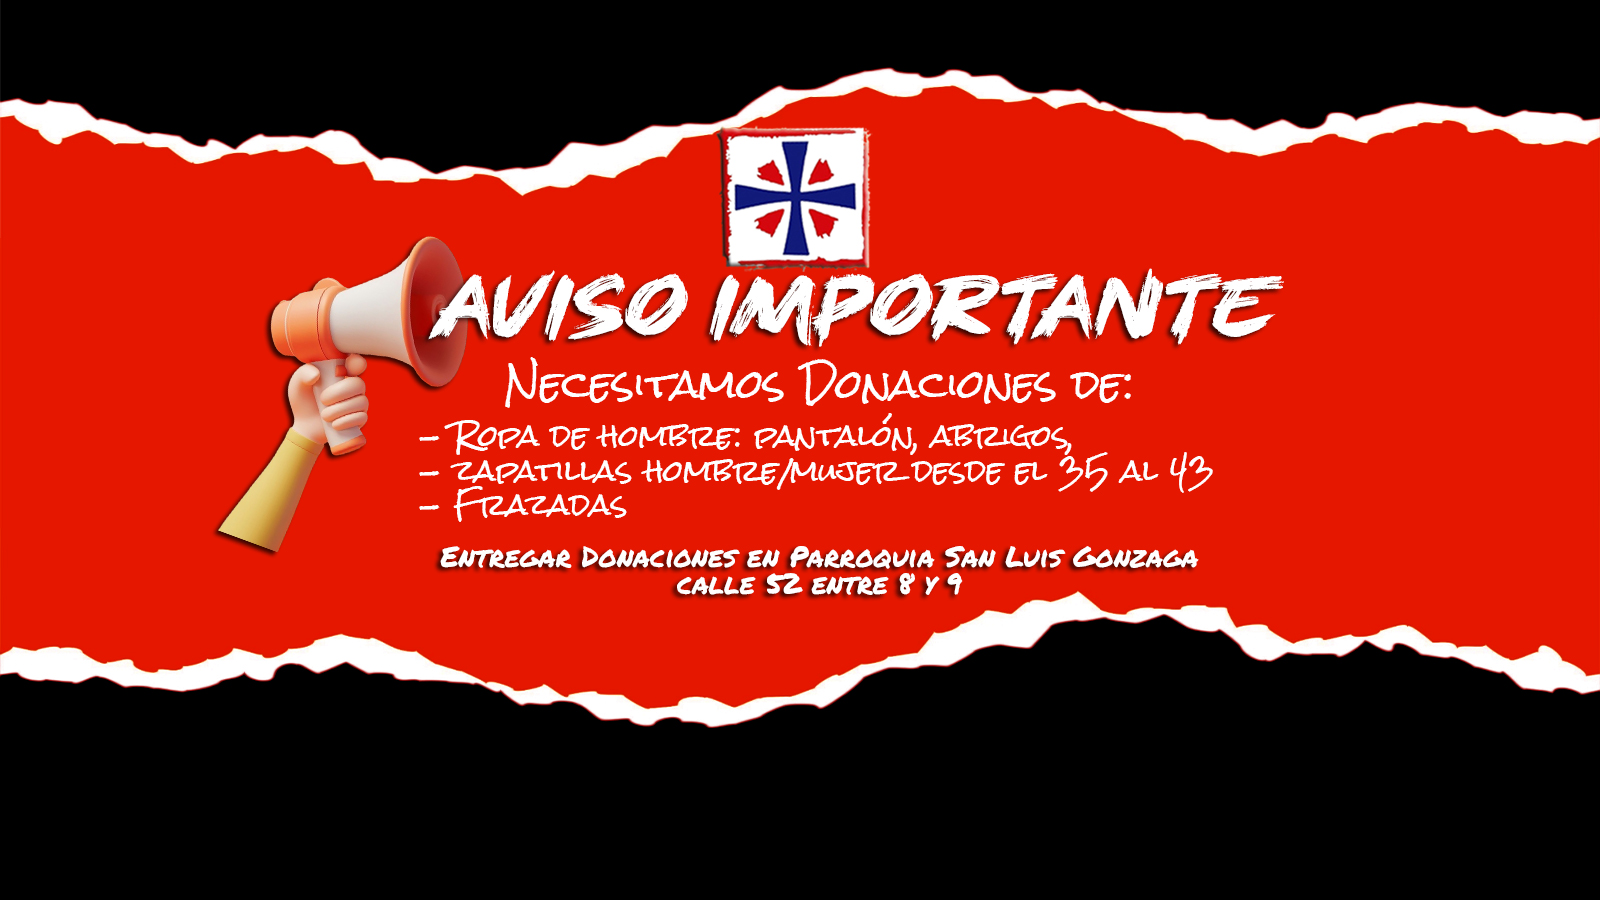 AVISO IMPORTANTE
NECESITAMOS DONACIONES DE:
- ROPA DE HOMBRE: PANTALÓN, ABRIGOS,
- ZAPATILLAS HOMBRE/MUJER DESDE EL 35 AL 43
- FRAZADAS
ENTREGAR DONACIONES EN PARROQUIA SAN LUIS GONZAGA
CALLE 52 ENTRE 8 Y 9